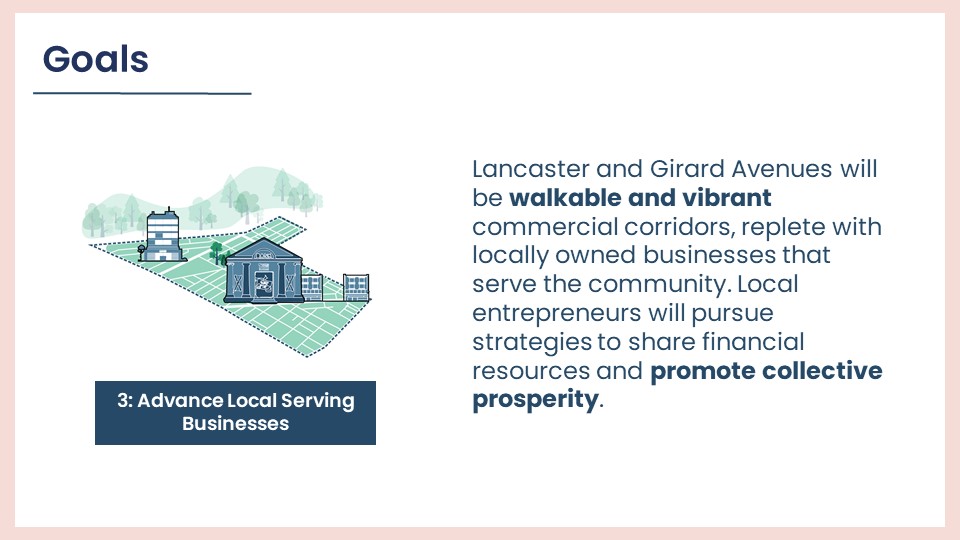 Goals
Lancaster and Girard Avenues will
be walkable and vibrant
commercial corridors, replete with
locally owned businesses that
serve the community. Local
entrepreneurs will pursue
strategies to share financial
resources and promote collective
prosperity.
3: Advance Local Serving
Businesses